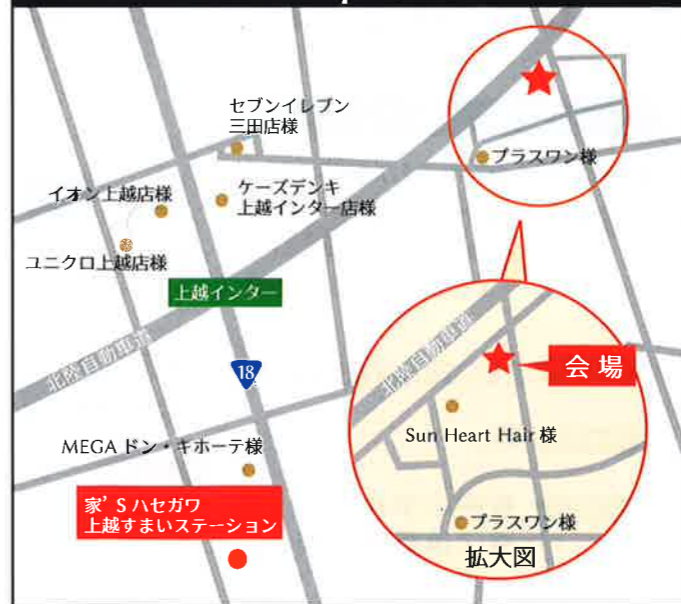 セブンイレブン
三田店様
プラスワン様
イオン上越店様
ケーズデンキ
上越インター店様
ユニクロ上越店様
上越インター
北陸自動車道
18
北陸自動車道
会場
Sun Heart Hair 様
MEGA ドン・キホーテ様
家’S ハセガワ
上越すまいステーション
プラスワン様
拡大図